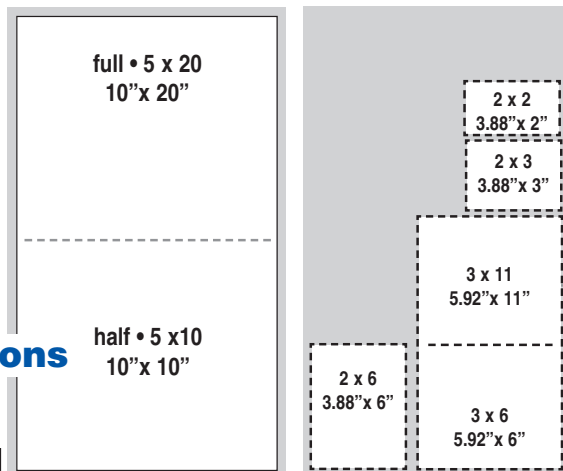 full • 5 x 20
10”x 20”
half • 5 x10
10”x 10”
ons
2 x 2
3.88”x 2”
2 x 3
3.88”x 3”
3 x 11
5.92”x 11”
2 x 6
3.88”x 6”
3 x 6
5.92”x 6”